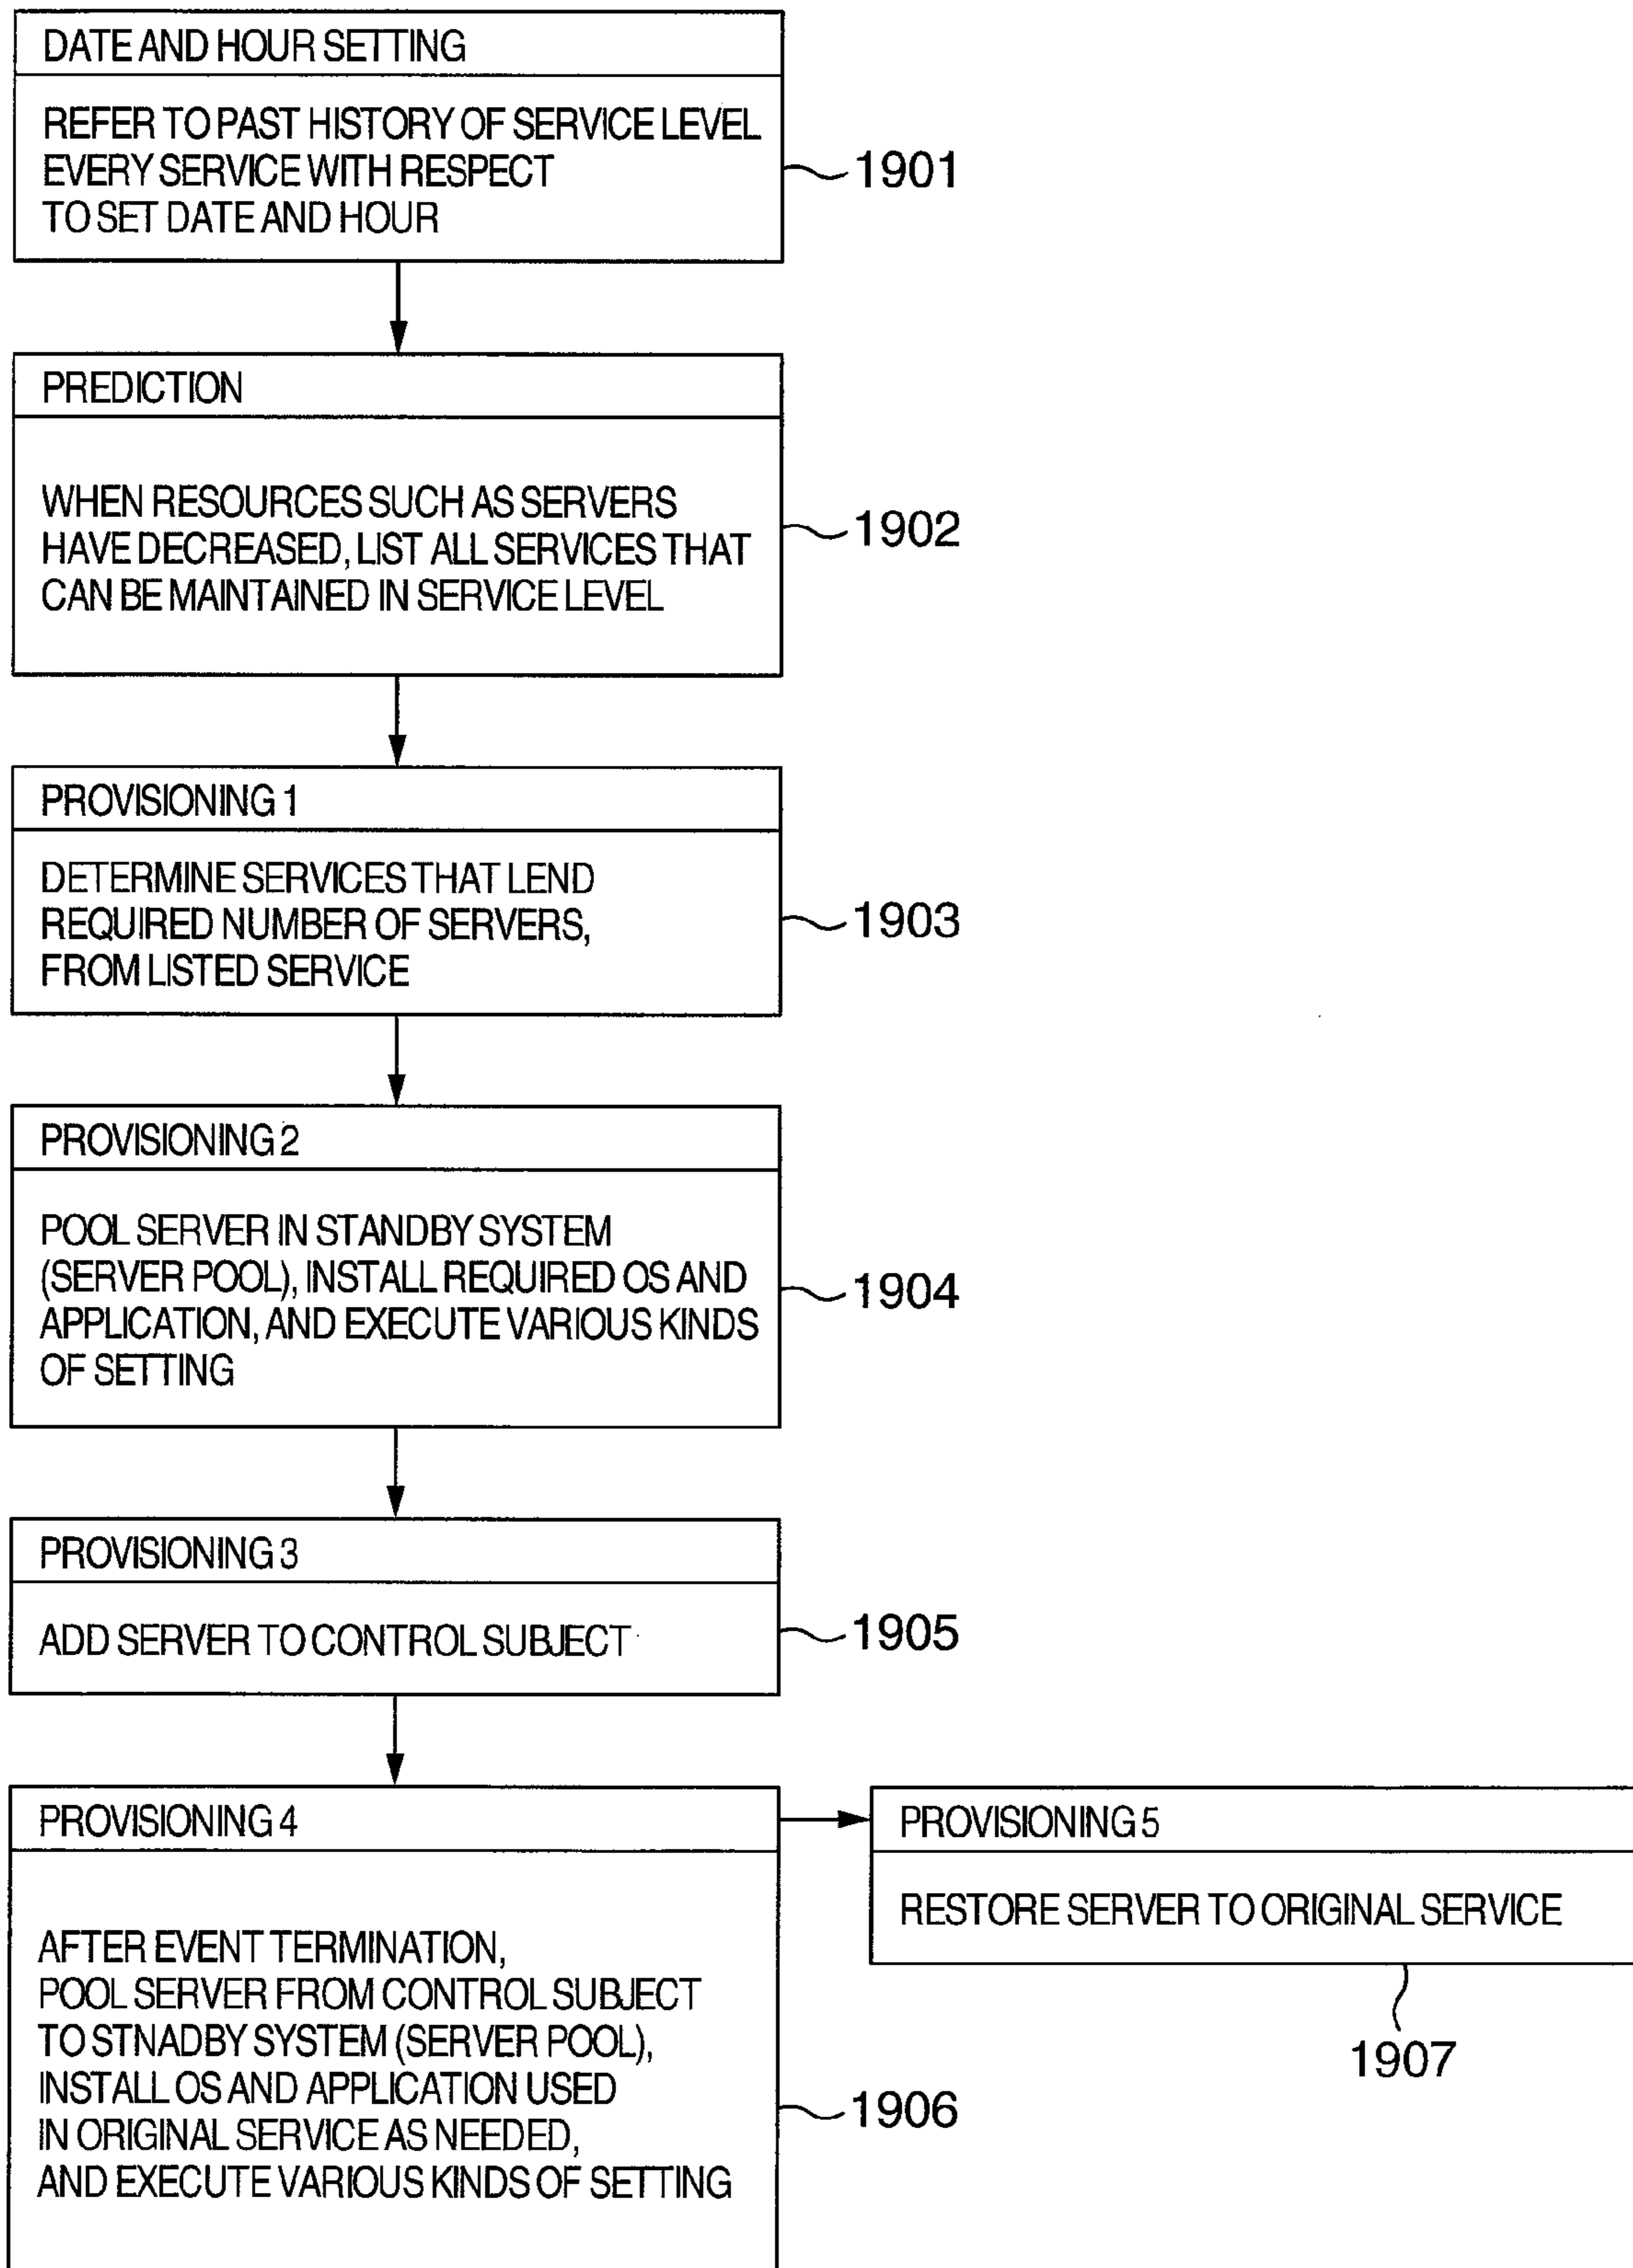 DATE AND HOUR SETTING
REFER TO PAST HISTORY OF SERVICE LEVEL
EVERY SERVICE WITH RESPECT
TO SET DATE AND HOUR
1901
PREDICTION
WHEN RESOURCES SUCH AS SERVERS
HAVE DECREASED, LIST ALL SERVICES THAT
CAN BE MAINTAINED IN SERVICE LEVEL
1902
PROVISIONING 1
DETERMINE SERVICES THAT LEND
REQUIRED NUMBER OF SERVERS,
FROM LISTED SERVICE
1903
PROVISIONING 2
POOL SERVER IN STANDBY SYSTEM
(SERVER POOL), INSTALL REQUIRED OS AND
APPLICATION, AND EXECUTE VARIOUS KINDS
OF SETTING
1904
PROVISIONING 3
ADD SERVER TO CONTROL SUBJECT
1905
PROVISIONING 4
AFTER EVENT TERMINATION,
POOL SERVER FROM CONTROL SUBJECT
TO STNADBY SYSTEM (SERVER POOL),
INSTALL OS AND APPLICATION USED
IN ORIGINAL SERVICE AS NEEDED,
AND EXECUTE VARIOUS KINDS OF SETTING
1906
PROVISIONING 5
RESTORE SERVER TO ORIGINAL SERVICE
1907